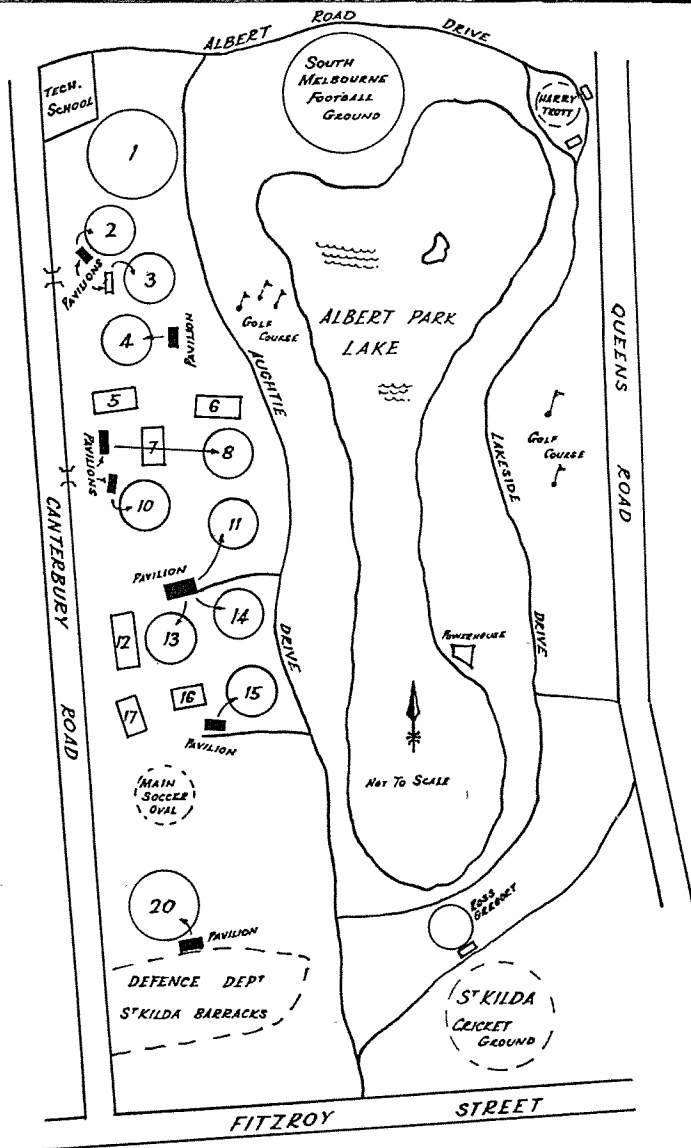 ALBERT ROAD DRIVE
TECH.
SCHOOL
SOUTH
MELBOURNE
FOOTBALL
GROUND
HARRY
TROTT
1
2
PAVILIONS
3
4
PAVILION
GOLF
COURSE
ALBERT PARK
LAKE
AUGHTIE
QUEENS
ROAD
5
6
PAVILIONS
7
8
GOLF
COURSE
LAKESIDE
10
11
CANTERBURY
PAVILION
12
13
14
DRIVE
POWERHOUSE
DRIVE
ROAD
17
16
15
PAVILION
NOT TO SCALE
MAIN
SOCCER
OVAL
20
PAVILION
ROSS
GREGORY
DEFENCE DEPT
ST KILDA BARRACKS
ST KILDA
CRICKET
GROUND
FITZROY STREET